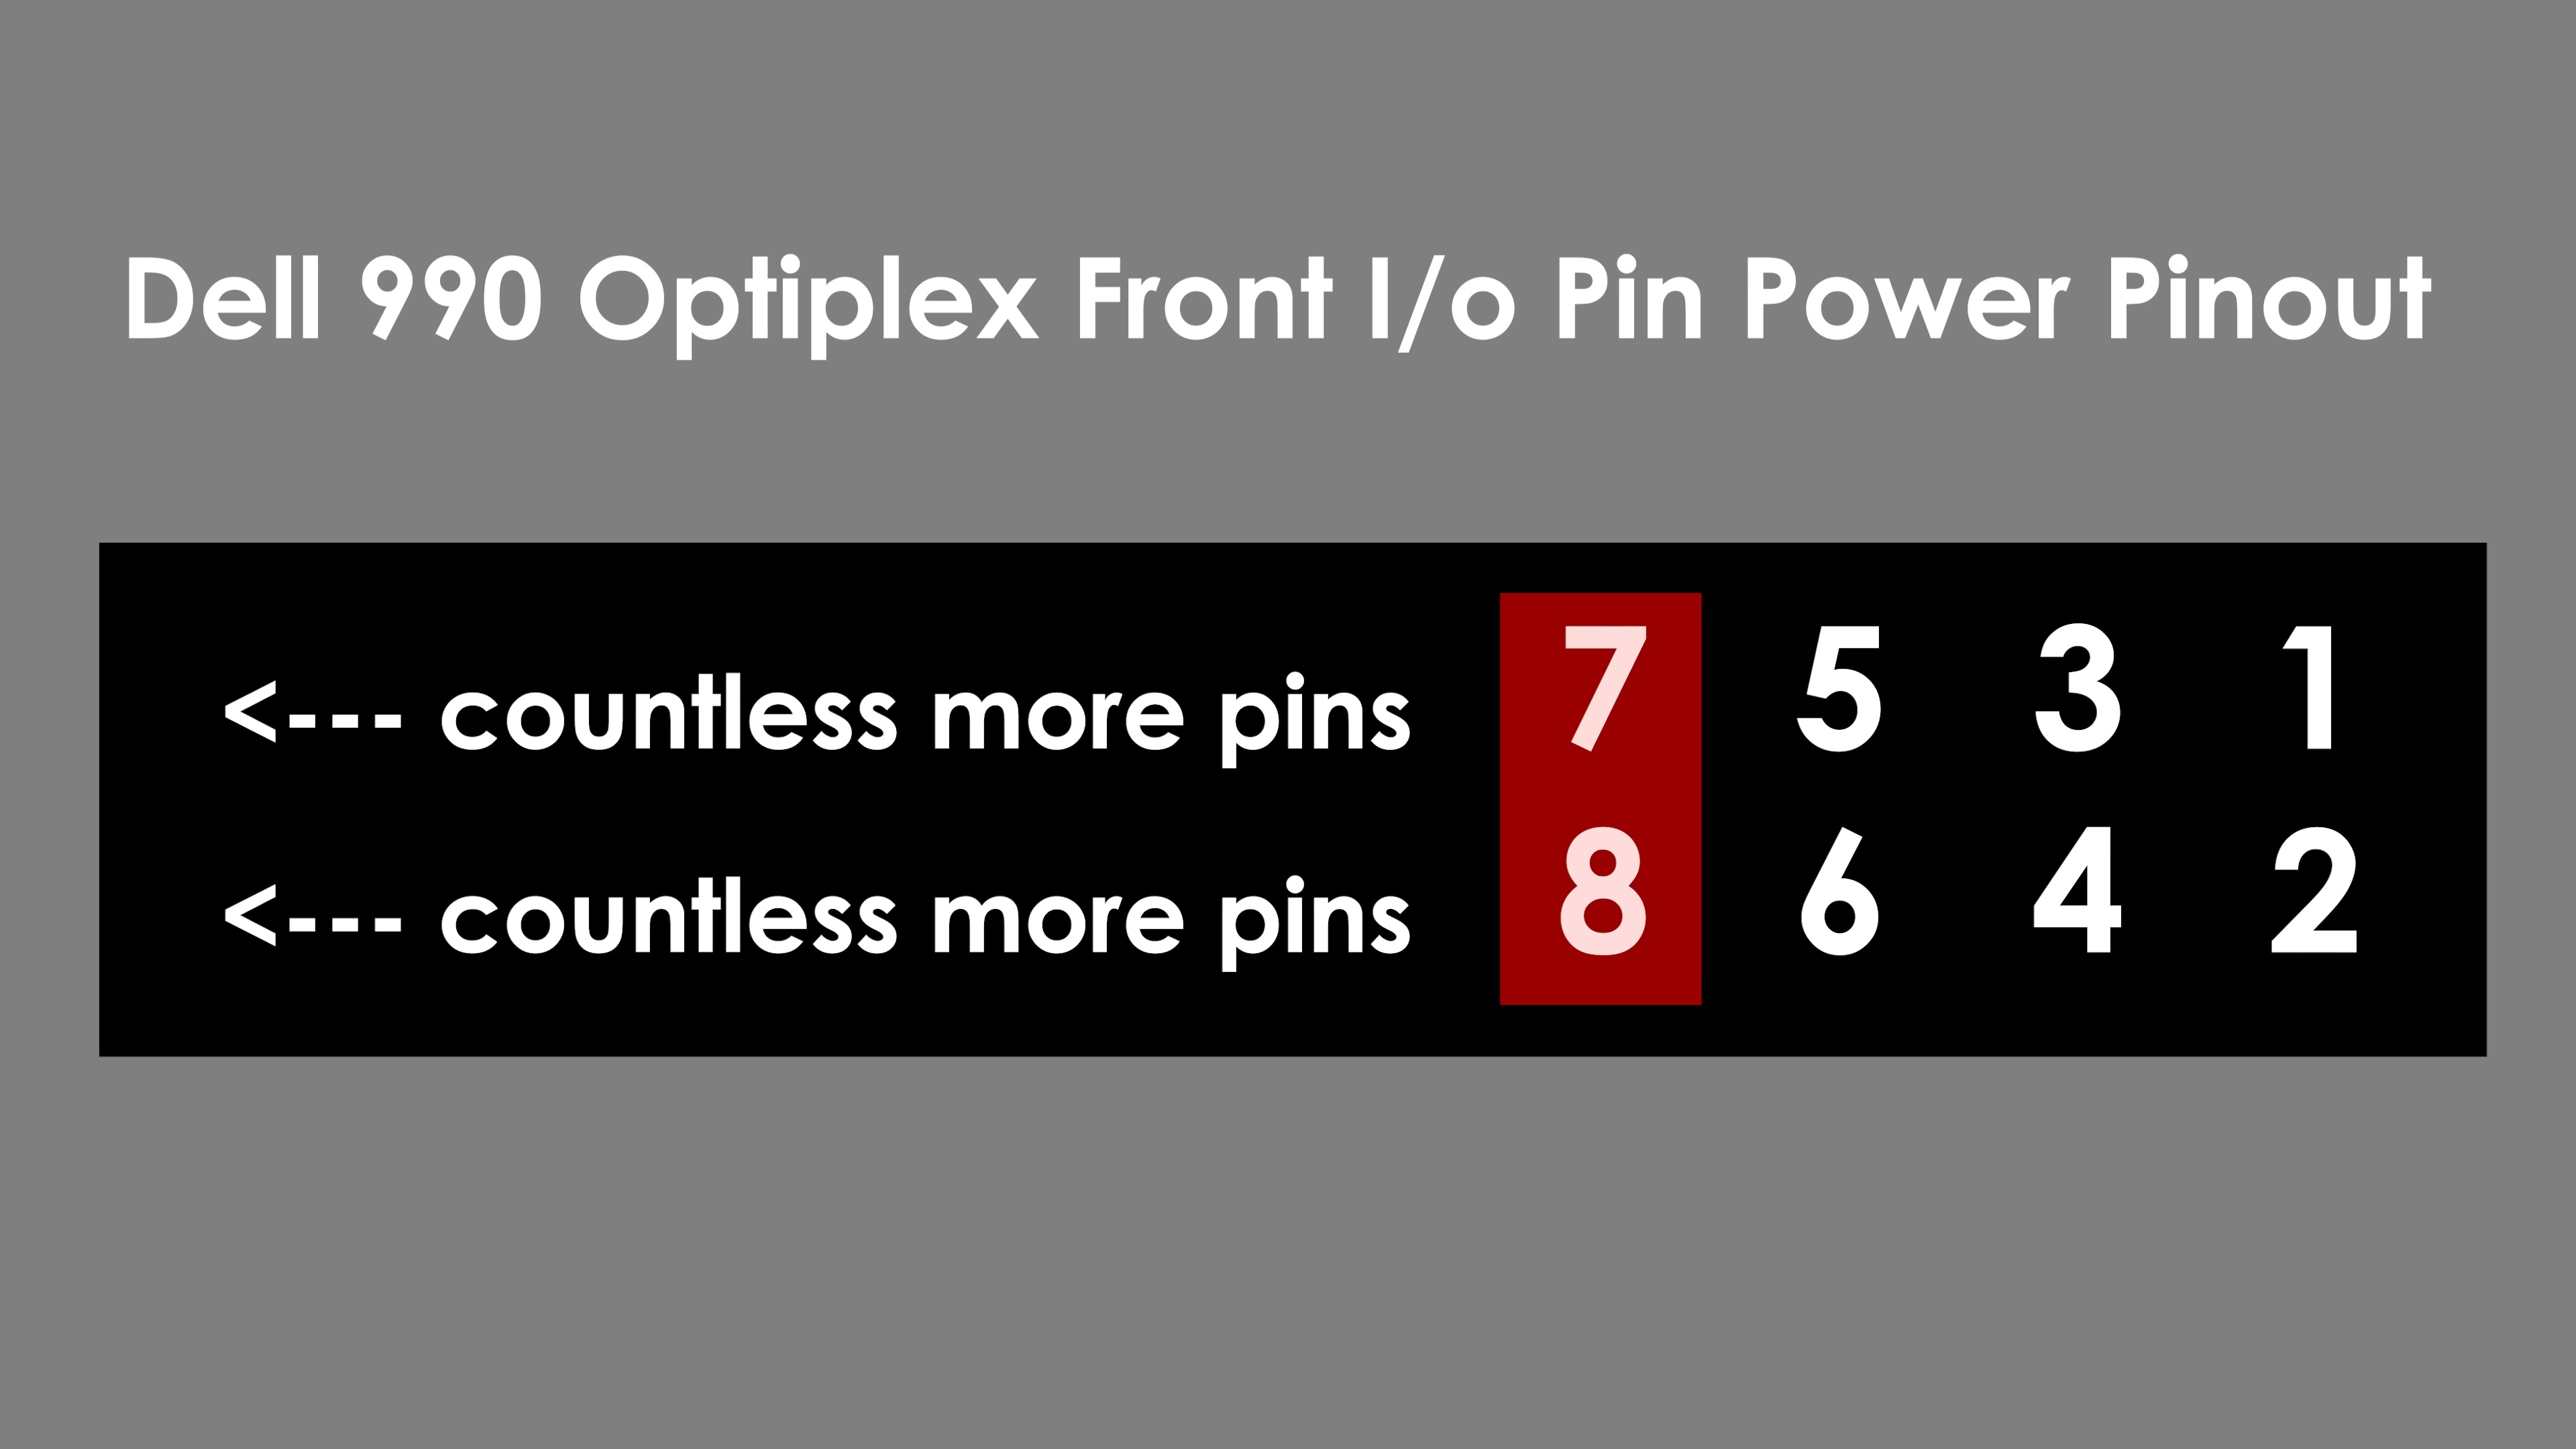 Dell 990 Optiplex Front I/o Pin Power Pinout
<--- countless more pins 7 5 3 1
<--- countless more pins 8 6 4 2